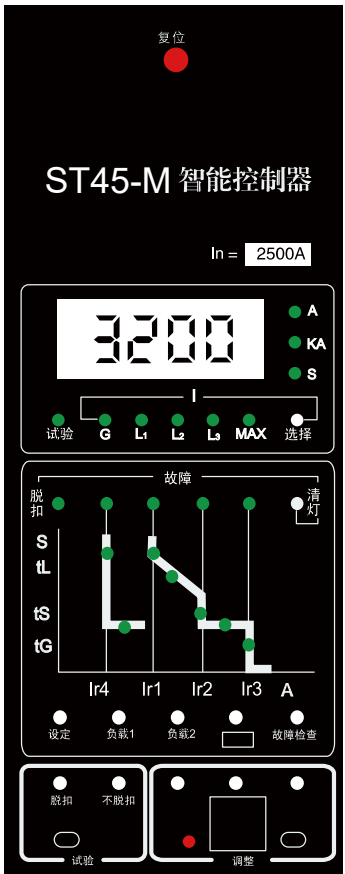 复位
ST45-M 智能控制器
In = 2500A
3200
A
KA
S
I
试验 G L1 L2 L3 MAX 选择
故障
脱扣
清灯
S
tL
tS
tG
Ir4 Ir1 Ir2 Ir3 A
设定 负载1 负载2 故障检查
脱扣 不脱扣
试验 调整